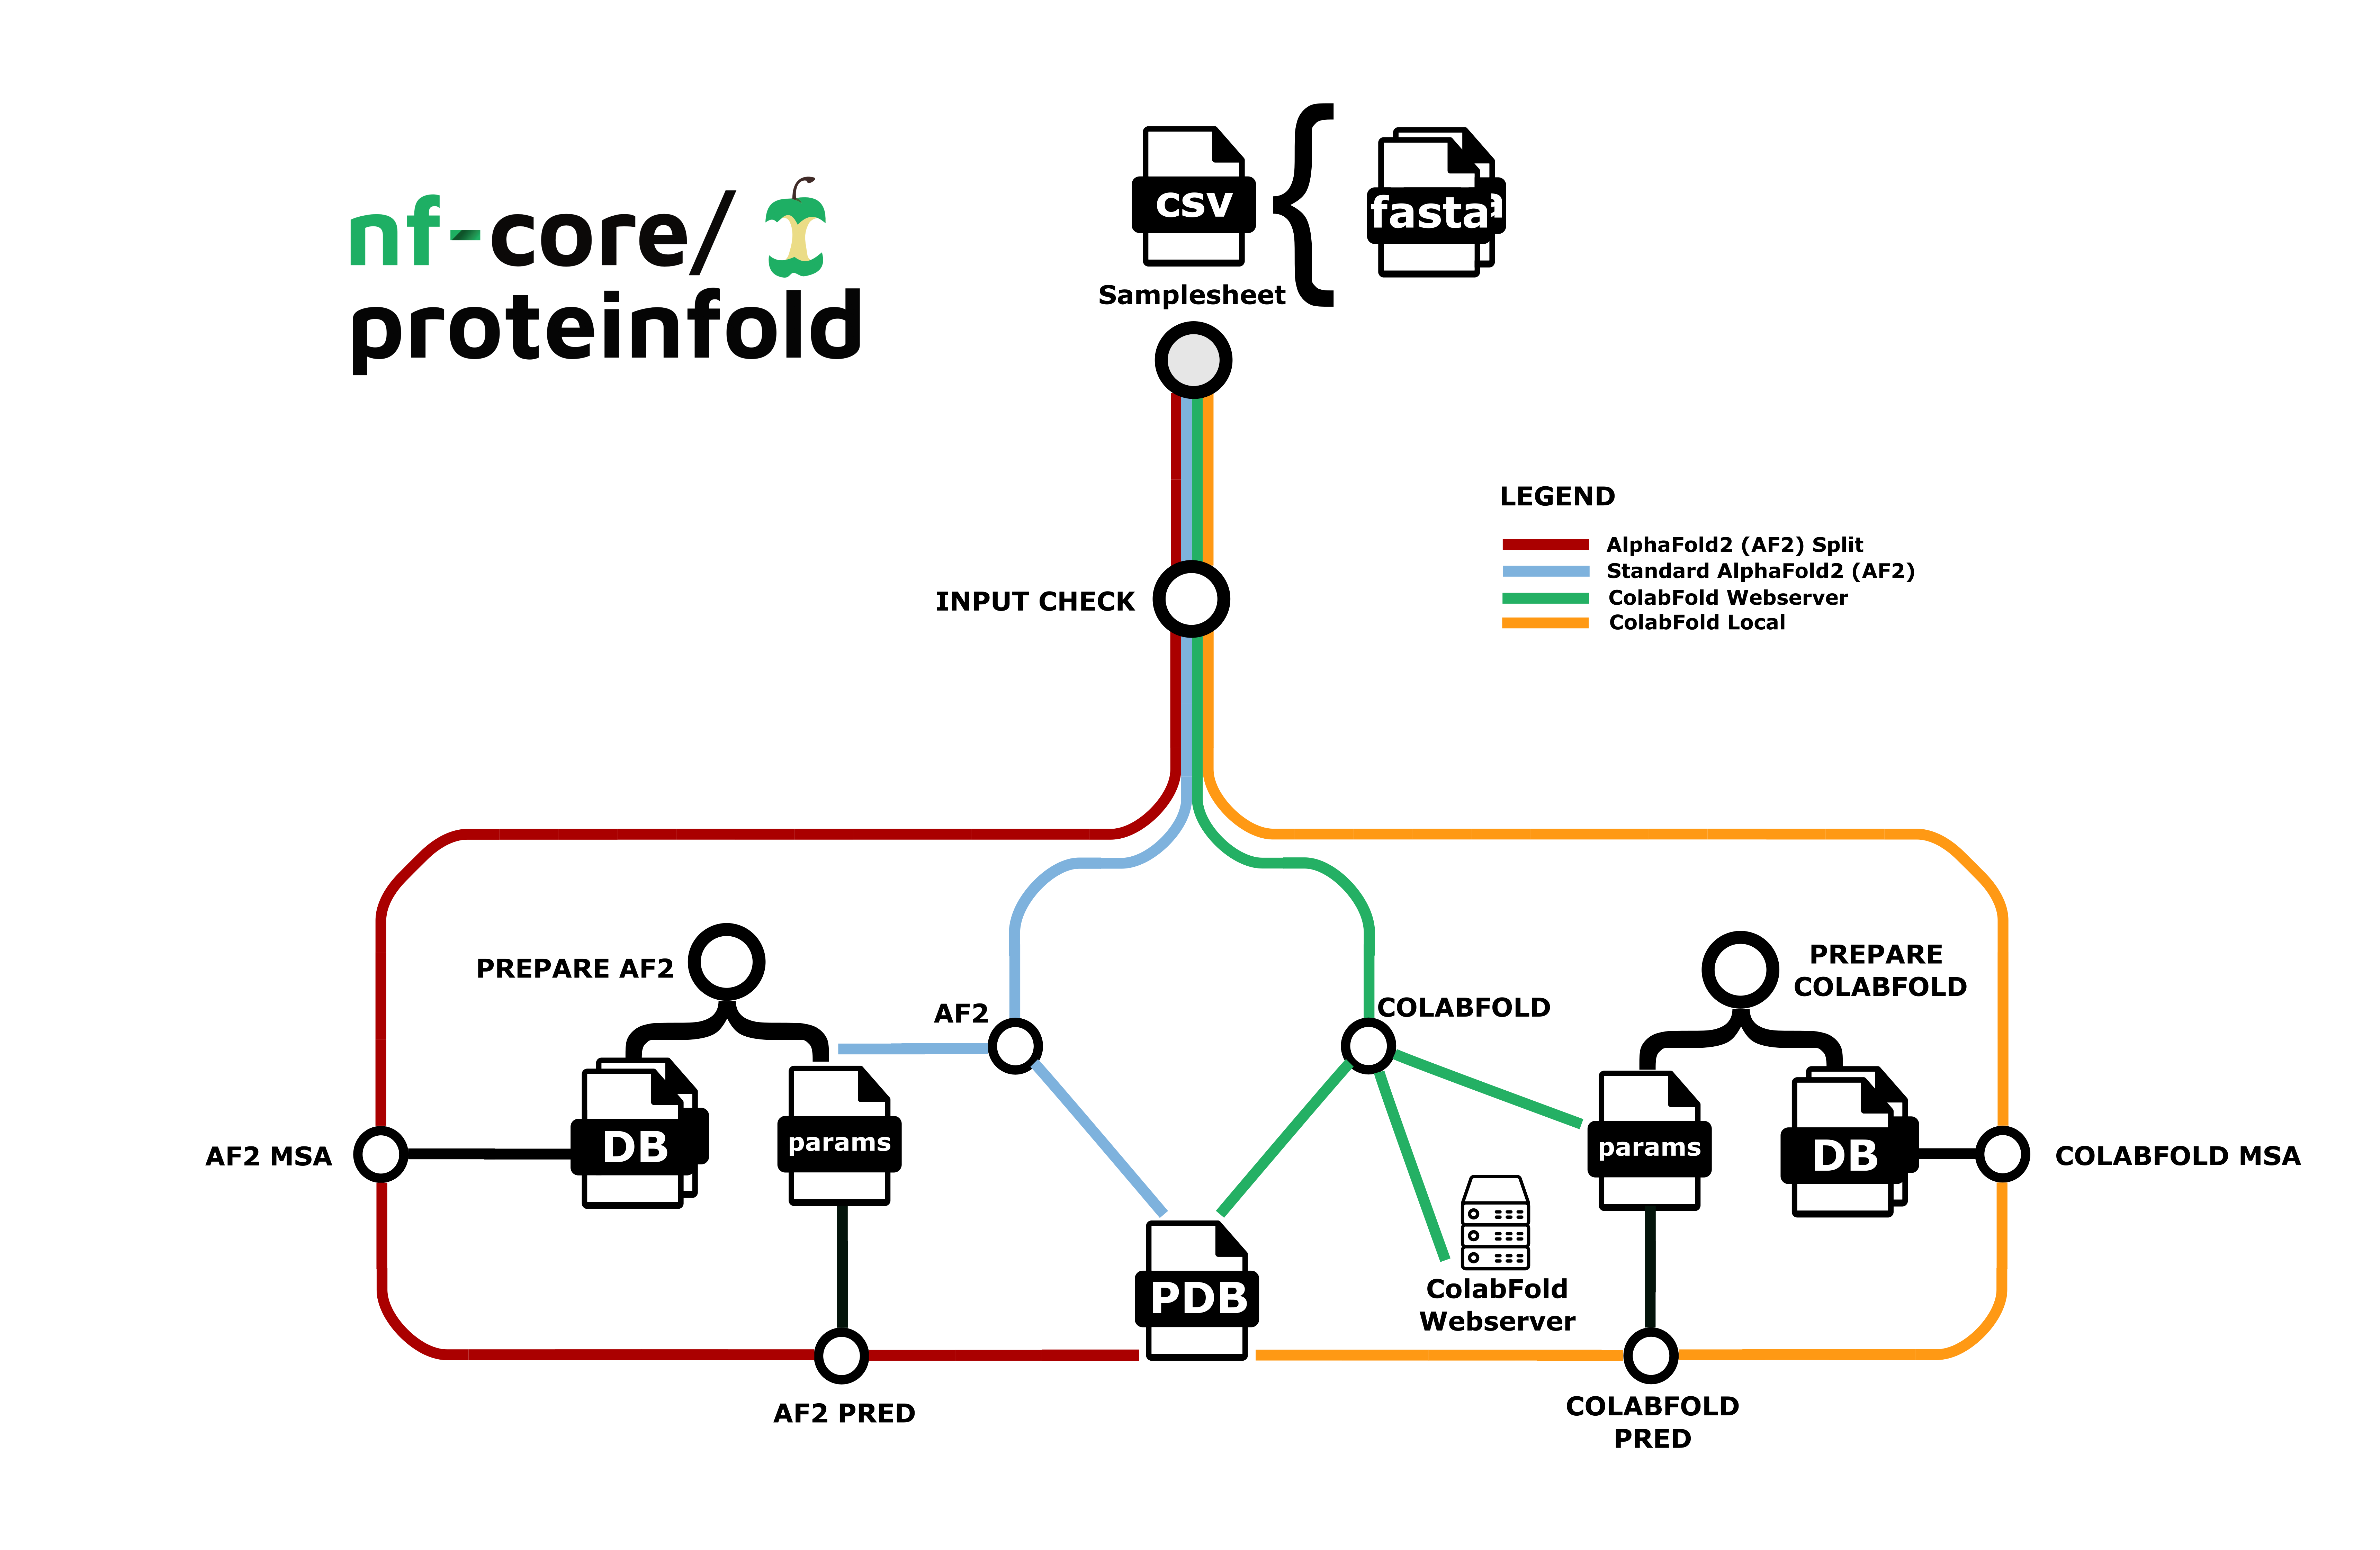 nf-core/
proteinfold
csv
fasta
a
Samplesheet
INPUT CHECK
LEGEND
AlphaFold2 (AF2) Split
Standard AlphaFold2 (AF2)
ColabFold Webserver
ColabFold Local
PREPARE AF2
PREPARE
COLABFOLD
AF2
COLABFOLD
DB
params
params
DB
AF2 MSA
COLABFOLD MSA
PDB
ColabFold
Webserver
AF2 PRED
COLABFOLD
PRED